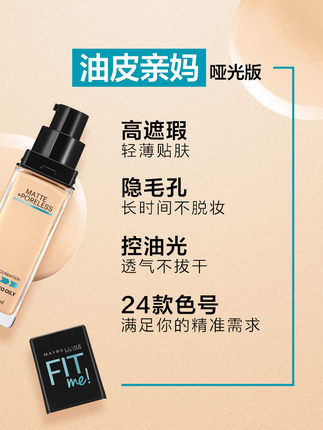 油皮亲妈 哑光版
高遮瑕
轻薄贴肤
隐毛孔
长时间不脱妆
控油光
透气不拔干
24款色号
满足你的精准需求
MATTE
+PORELESS
MAYBELLINE
FIT
me!